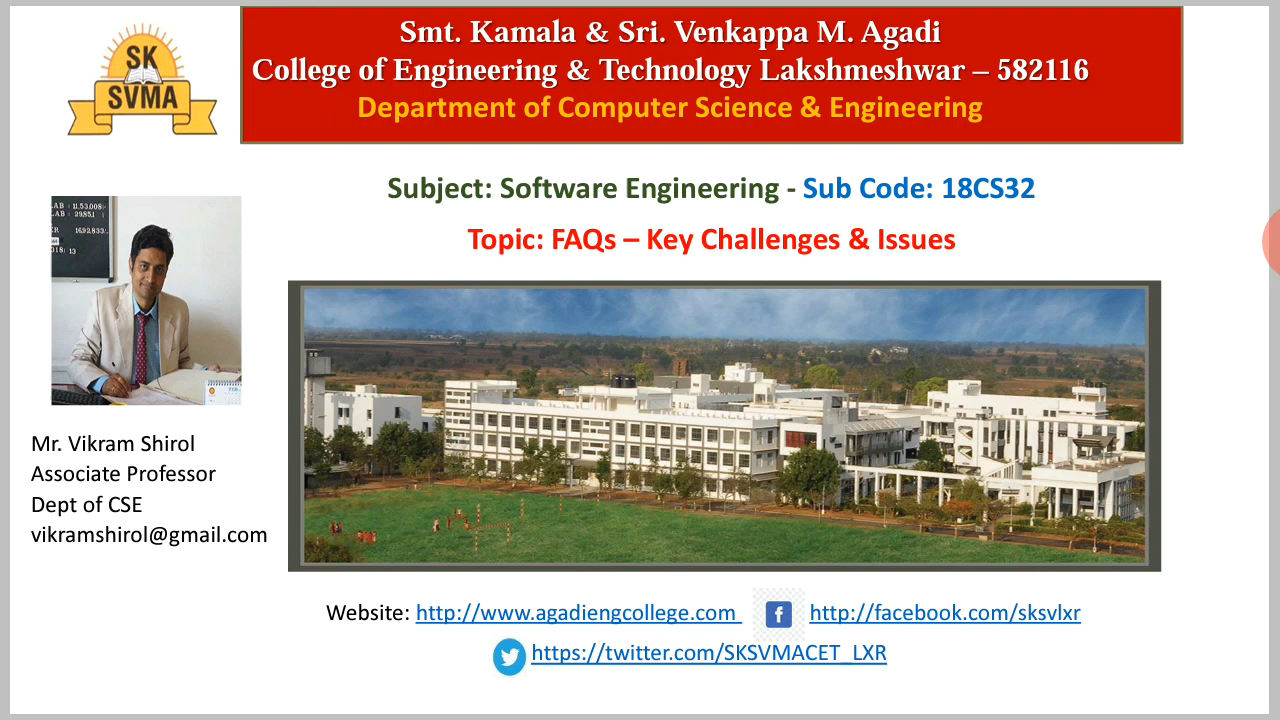 SK
SVMA
Smt. Kamala & Sri. Venkappa M. Agadi
College of Engineering & Technology Lakshmeshwar – 582116
Department of Computer Science & Engineering
Subject: Software Engineering - Sub Code: 18CS32
Topic: FAQs – Key Challenges & Issues
Mr. Vikram Shirol
Associate Professor
Dept of CSE
vikramshirol@gmail.com
Website: http://www.agadiengcollege.com http://facebook.com/sksvlxr
https://twitter.com/SKSVMACET_LXR